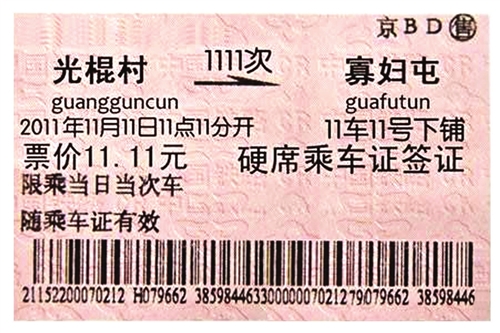 京BD售
光棍村 1111次 寡妇屯
guangguncun guafutun
2011年11月11日11点11分开 11车11号下铺
票价11.11元 硬席乘车证签证
限乘当日当次车
随乘车证有效
21152200070212 H079662 38598446330000007021279079662 38598446